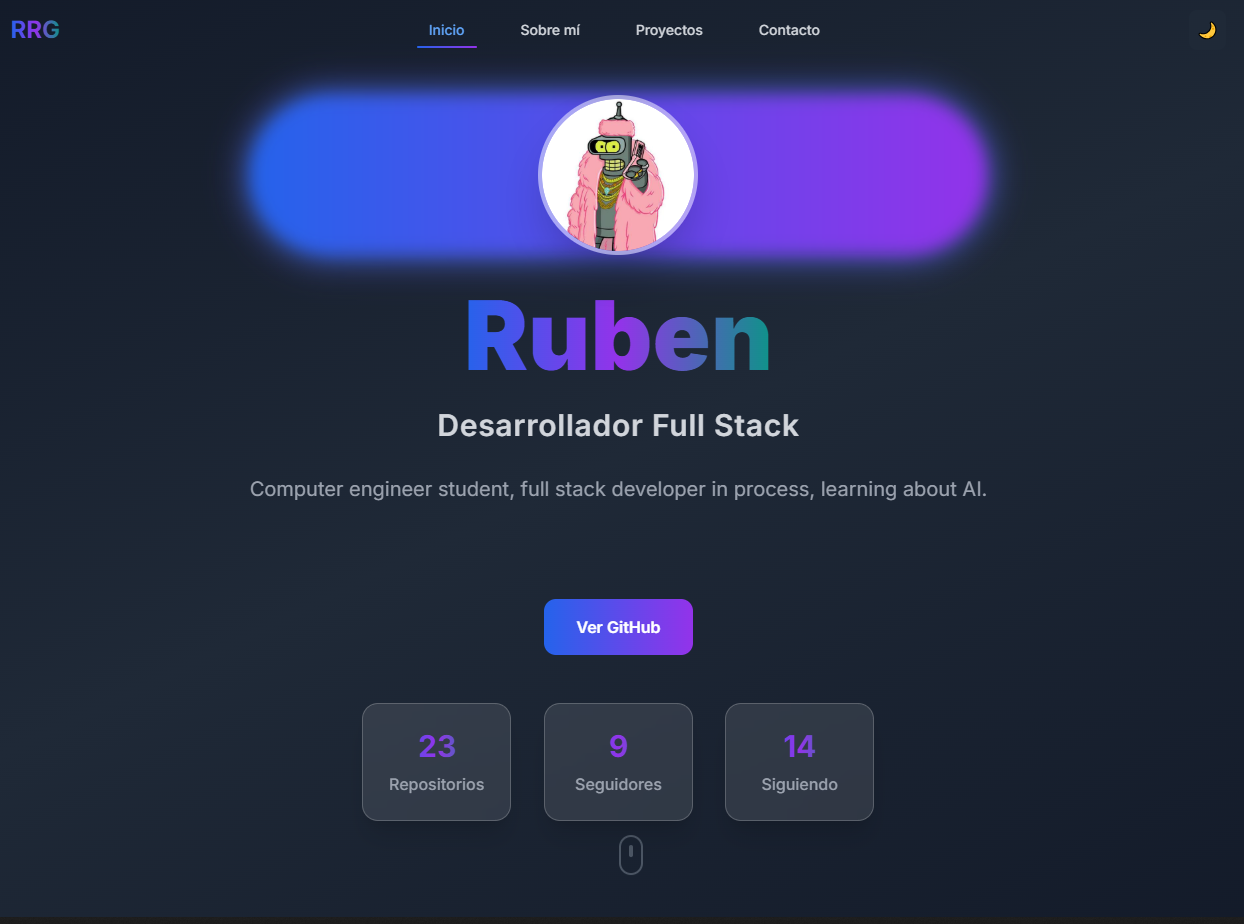 RRG
Inicio
Sobre mí
Proyectos
Contacto
Ruben
Desarrollador Full Stack
Computer engineer student, full stack developer in process, learning about AI.
Ver GitHub
23
Repositorios
9
Seguidores
14
Siguiendo